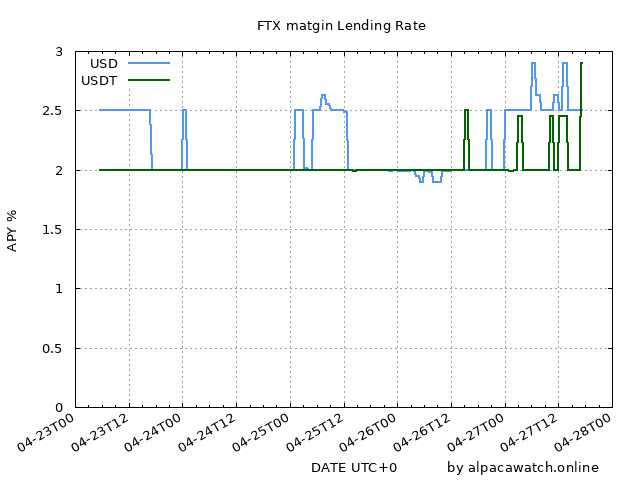 FTX matgin Lending Rate
USD
USDT
3
2.5
2
1.5
1
0.5
0
APY %
04-23T00
04-23T12
04-24T00
04-24T12
04-25T00
04-25T12
04-26T00
04-26T12
04-27T00
04-27T12
04-28T00
DATE UTC+0
by alpacawatch.online